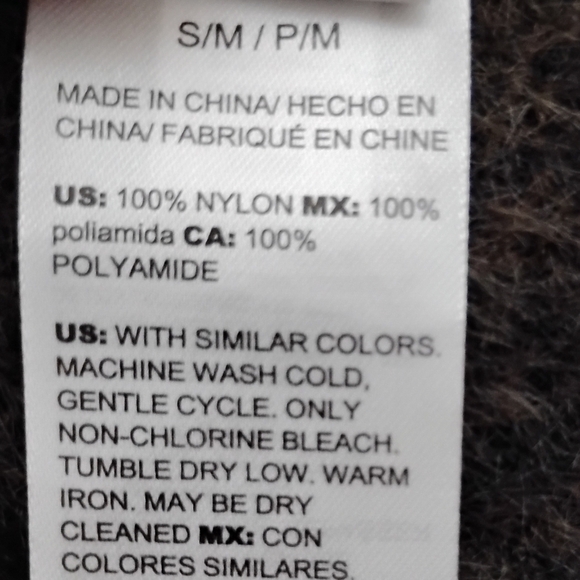 S/M / P/M
MADE IN CHINA/ HECHO EN
CHINA/ FABRIQUÉ EN CHINE
US: 100% NYLON MX: 100%
poliamida CA: 100%
POLYAMIDE
US: WITH SIMILAR COLORS.
MACHINE WASH COLD,
GENTLE CYCLE. ONLY
NON-CHLORINE BLEACH.
TUMBLE DRY LOW. WARM
IRON. MAY BE DRY
CLEANED MX: CON
COLORES SIMILARES.